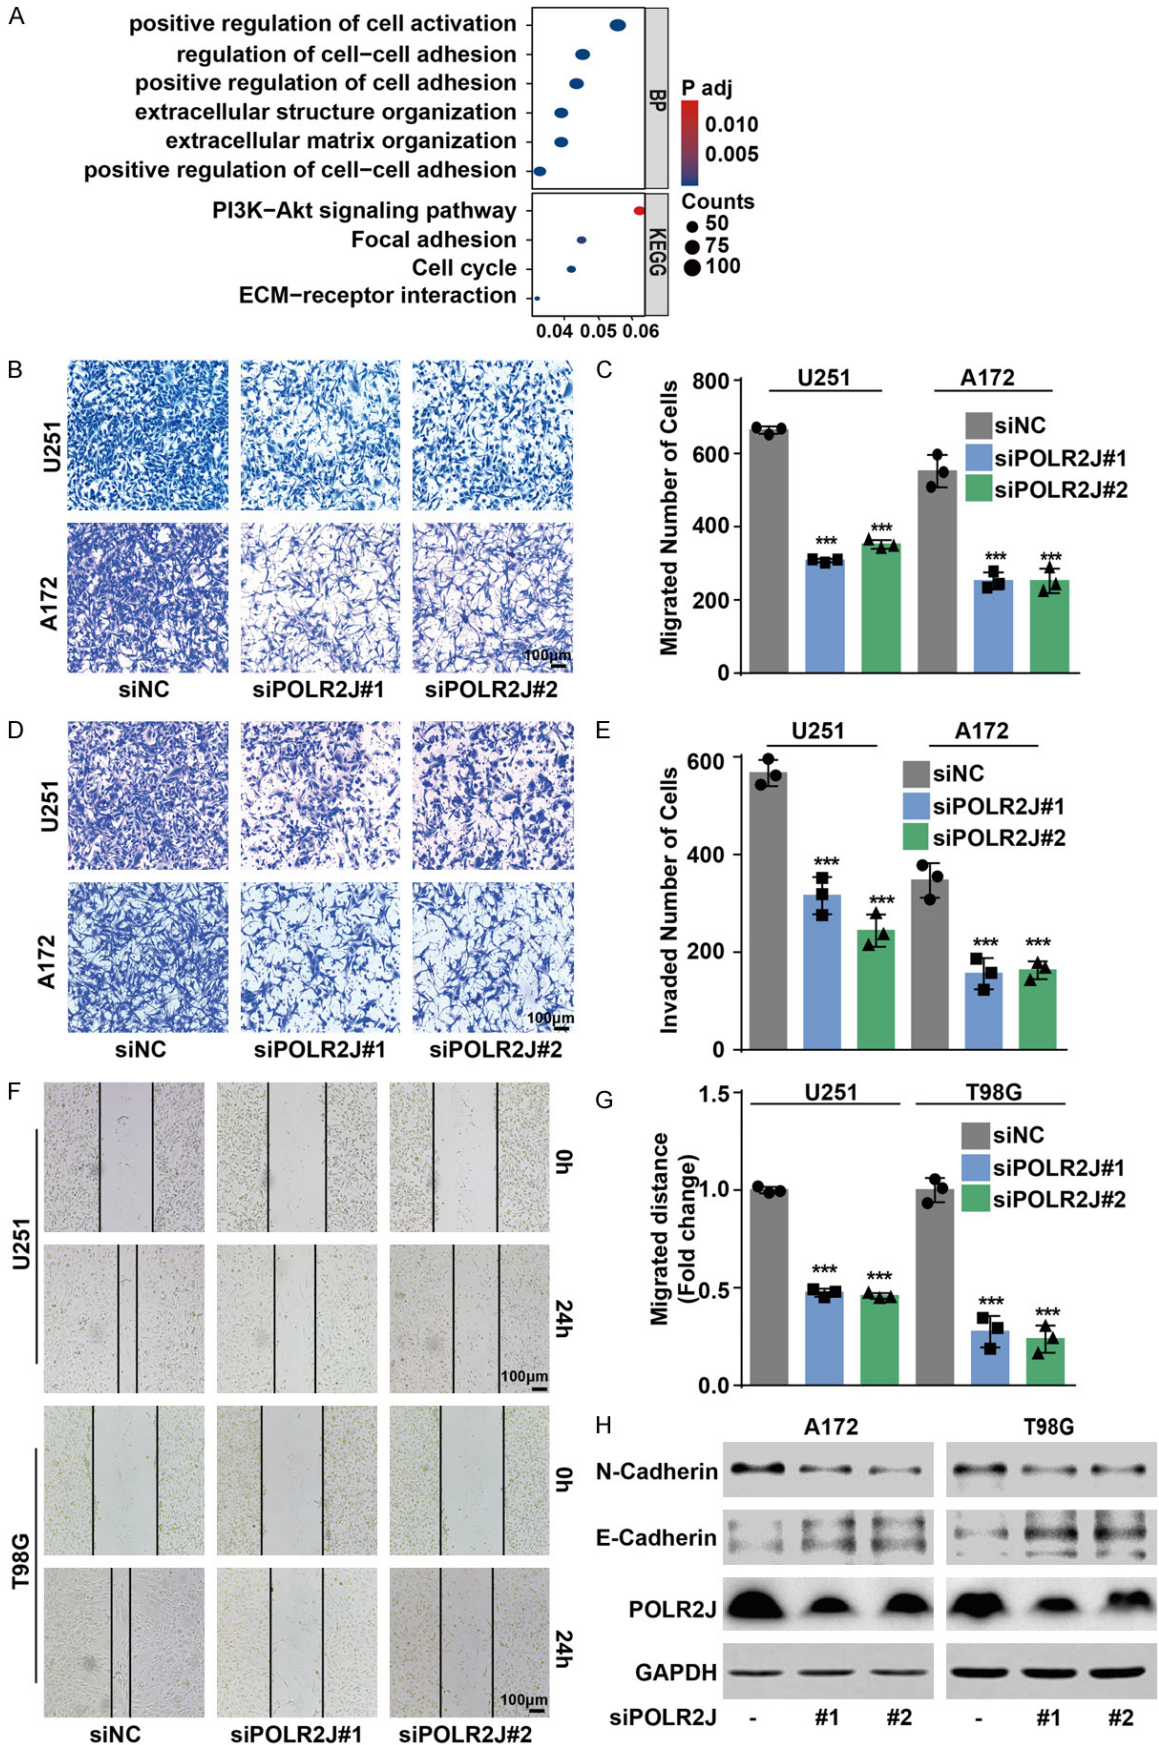 A
positive regulation of cell activation
regulation of cell−cell adhesion
positive regulation of cell adhesion
extracellular structure organization
extracellular matrix organization
positive regulation of cell−cell adhesion
BP
PI3K−Akt signaling pathway
Focal adhesion
Cell cycle
ECM−receptor interaction
KEGG
0.04 0.05 0.06
P adj
0.010
0.005
Counts
50
75
100
B
U251
A172
100μm
siNC siPOLR2J#1 siPOLR2J#2
C
U251 A172
siNC
siPOLR2J#1
siPOLR2J#2
Migrated Number of Cells
800
600
400
200
0
*** *** *** ***
D
U251
A172
100μm
siNC siPOLR2J#1 siPOLR2J#2
E
U251 A172
siNC
siPOLR2J#1
siPOLR2J#2
Invaded Number of Cells
600
400
200
0
*** *** *** ***
F
U251
0h
24h
100μm
T98G
0h
24h
100μm
siNC siPOLR2J#1 siPOLR2J#2
G
U251 T98G
siNC
siPOLR2J#1
siPOLR2J#2
Migrated distance
(Fold change)
1.5
1.0
0.5
0.0
*** *** *** ***
H
A172 T98G
N-Cadherin
E-Cadherin
POLR2J
GAPDH
siPOLR2J - #1 #2 - #1 #2